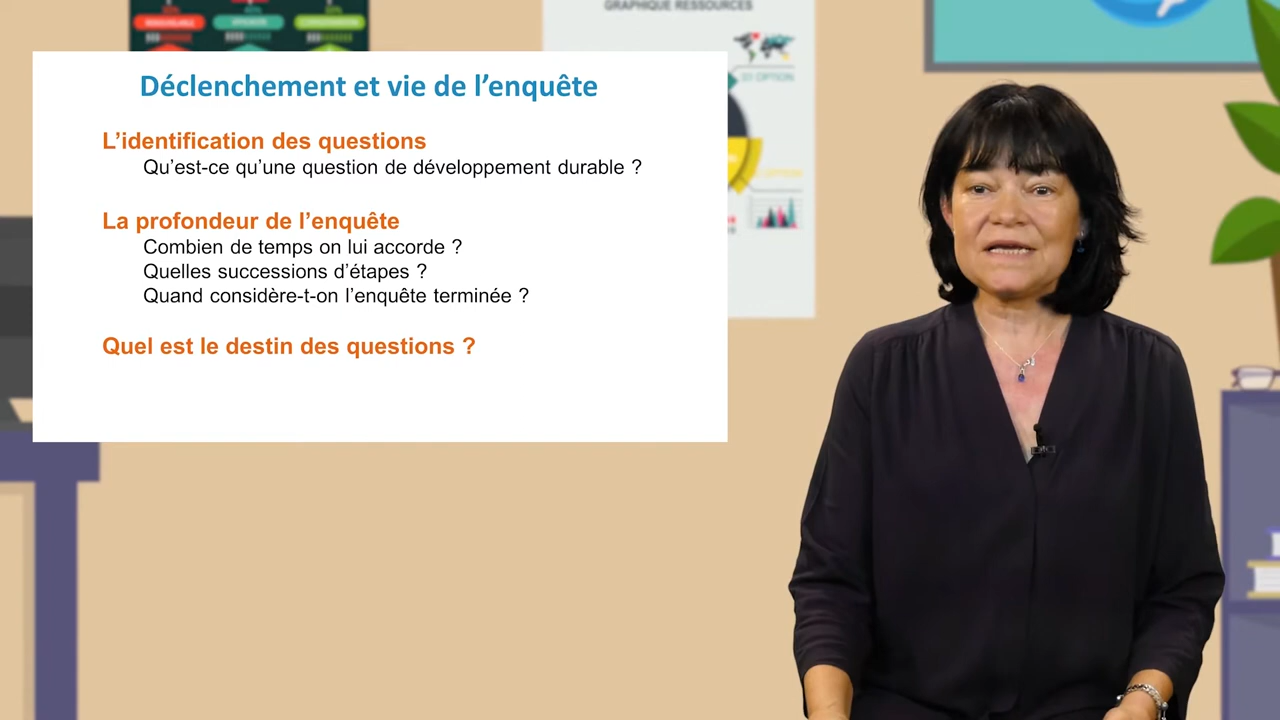 GRAPHIQUE RESSOURCES
Déclenchement et vie de l’enquête
L’identification des questions
Qu’est-ce qu’une question de développement durable ?
La profondeur de l’enquête
Combien de temps on lui accorde ?
Quelles successions d’étapes ?
Quand considère-t-on l’enquête terminée ?
Quel est le destin des questions ?